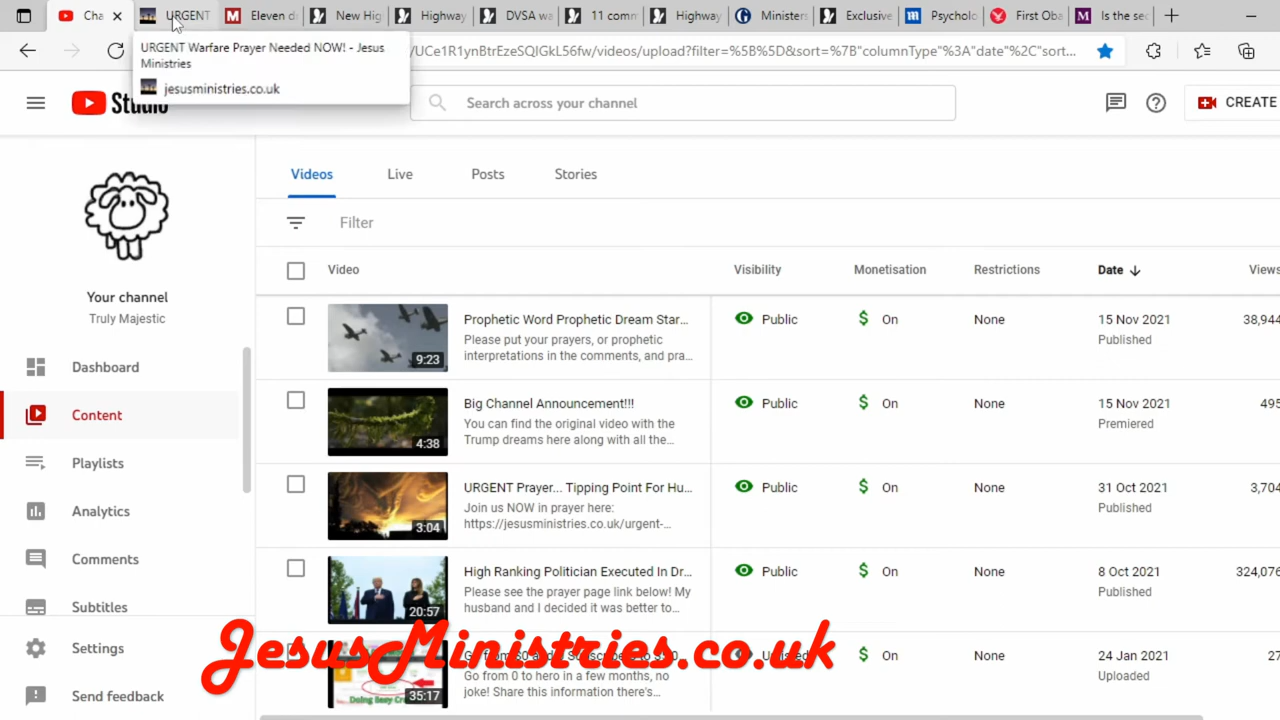 Cha
URGENT
Eleven d
New Hig
Highway
DVSA wa
11 comm
Highway
Ministers
Exclusive
Psycholo
First Oba
Is the sec
/UCe1R1ynBtrEzeSQIGkL56fw/videos/upload?filter=%5B%5D&sort=%7B"columnType"%3A"date"%2C"sort...
URGENT Warfare Prayer Needed NOW! - Jesus
Ministries
jesusministries.co.uk
Studio
Search across your channel
CREATE
Your channel
Truly Majestic
Dashboard
Content
Playlists
Analytics
Comments
Subtitles
Settings
Send feedback
Videos Live Posts Stories
Filter
Video Visibility Monetisation Restrictions Date Views
9:23
Prophetic Word Prophetic Dream Star...
Please put your prayers, or prophetic
interpretations in the comments, and pra...
Public $ On None 15 Nov 2021 38,944
Published
4:38
Big Channel Announcement!!!
You can find the original video with the
Trump dreams here along with all the...
Public $ On None 15 Nov 2021 495
Premiered
3:04
URGENT Prayer... Tipping Point For Hu...
Join us NOW in prayer here:
https://jesusministries.co.uk/urgent-...
Public $ On None 31 Oct 2021 3,704
Published
20:57
High Ranking Politician Executed In Dr...
Please see the prayer page link below! My
husband and I decided it was better to...
Public $ On None 8 Oct 2021 324,076
Published
35:17
Doing Easy
Go from $0 and
Go from 0 to hero in a few months, no
joke! Share this information there's...
$ On None 24 Jan 2021 27
Uploaded
JesusMinistries.co.uk